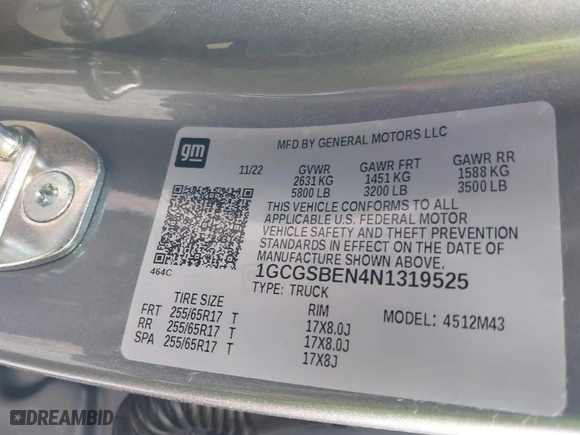 gm
MFD BY GENERAL MOTORS LLC
11/22 GVWR GAWR FRT GAWR RR
2631 KG 1451 KG 1588 KG
5800 LB 3200 LB 3500 LB
THIS VEHICLE CONFORMS TO ALL
APPLICABLE U.S. FEDERAL MOTOR
VEHICLE SAFETY AND THEFT PREVENTION
STANDARDS IN EFFECT ON THE DATE OF
MANUFACTURE SHOWN ABOVE.
464C
1GCGSBEN4N1319525
TYPE: TRUCK
TIRE SIZE RIM MODEL: 4512M43
FRT 255/65R17 T 17X8.0J
RR 255/65R17 T 17X8.0J
SPA 255/65R17 T 17X8J
DREAMBID